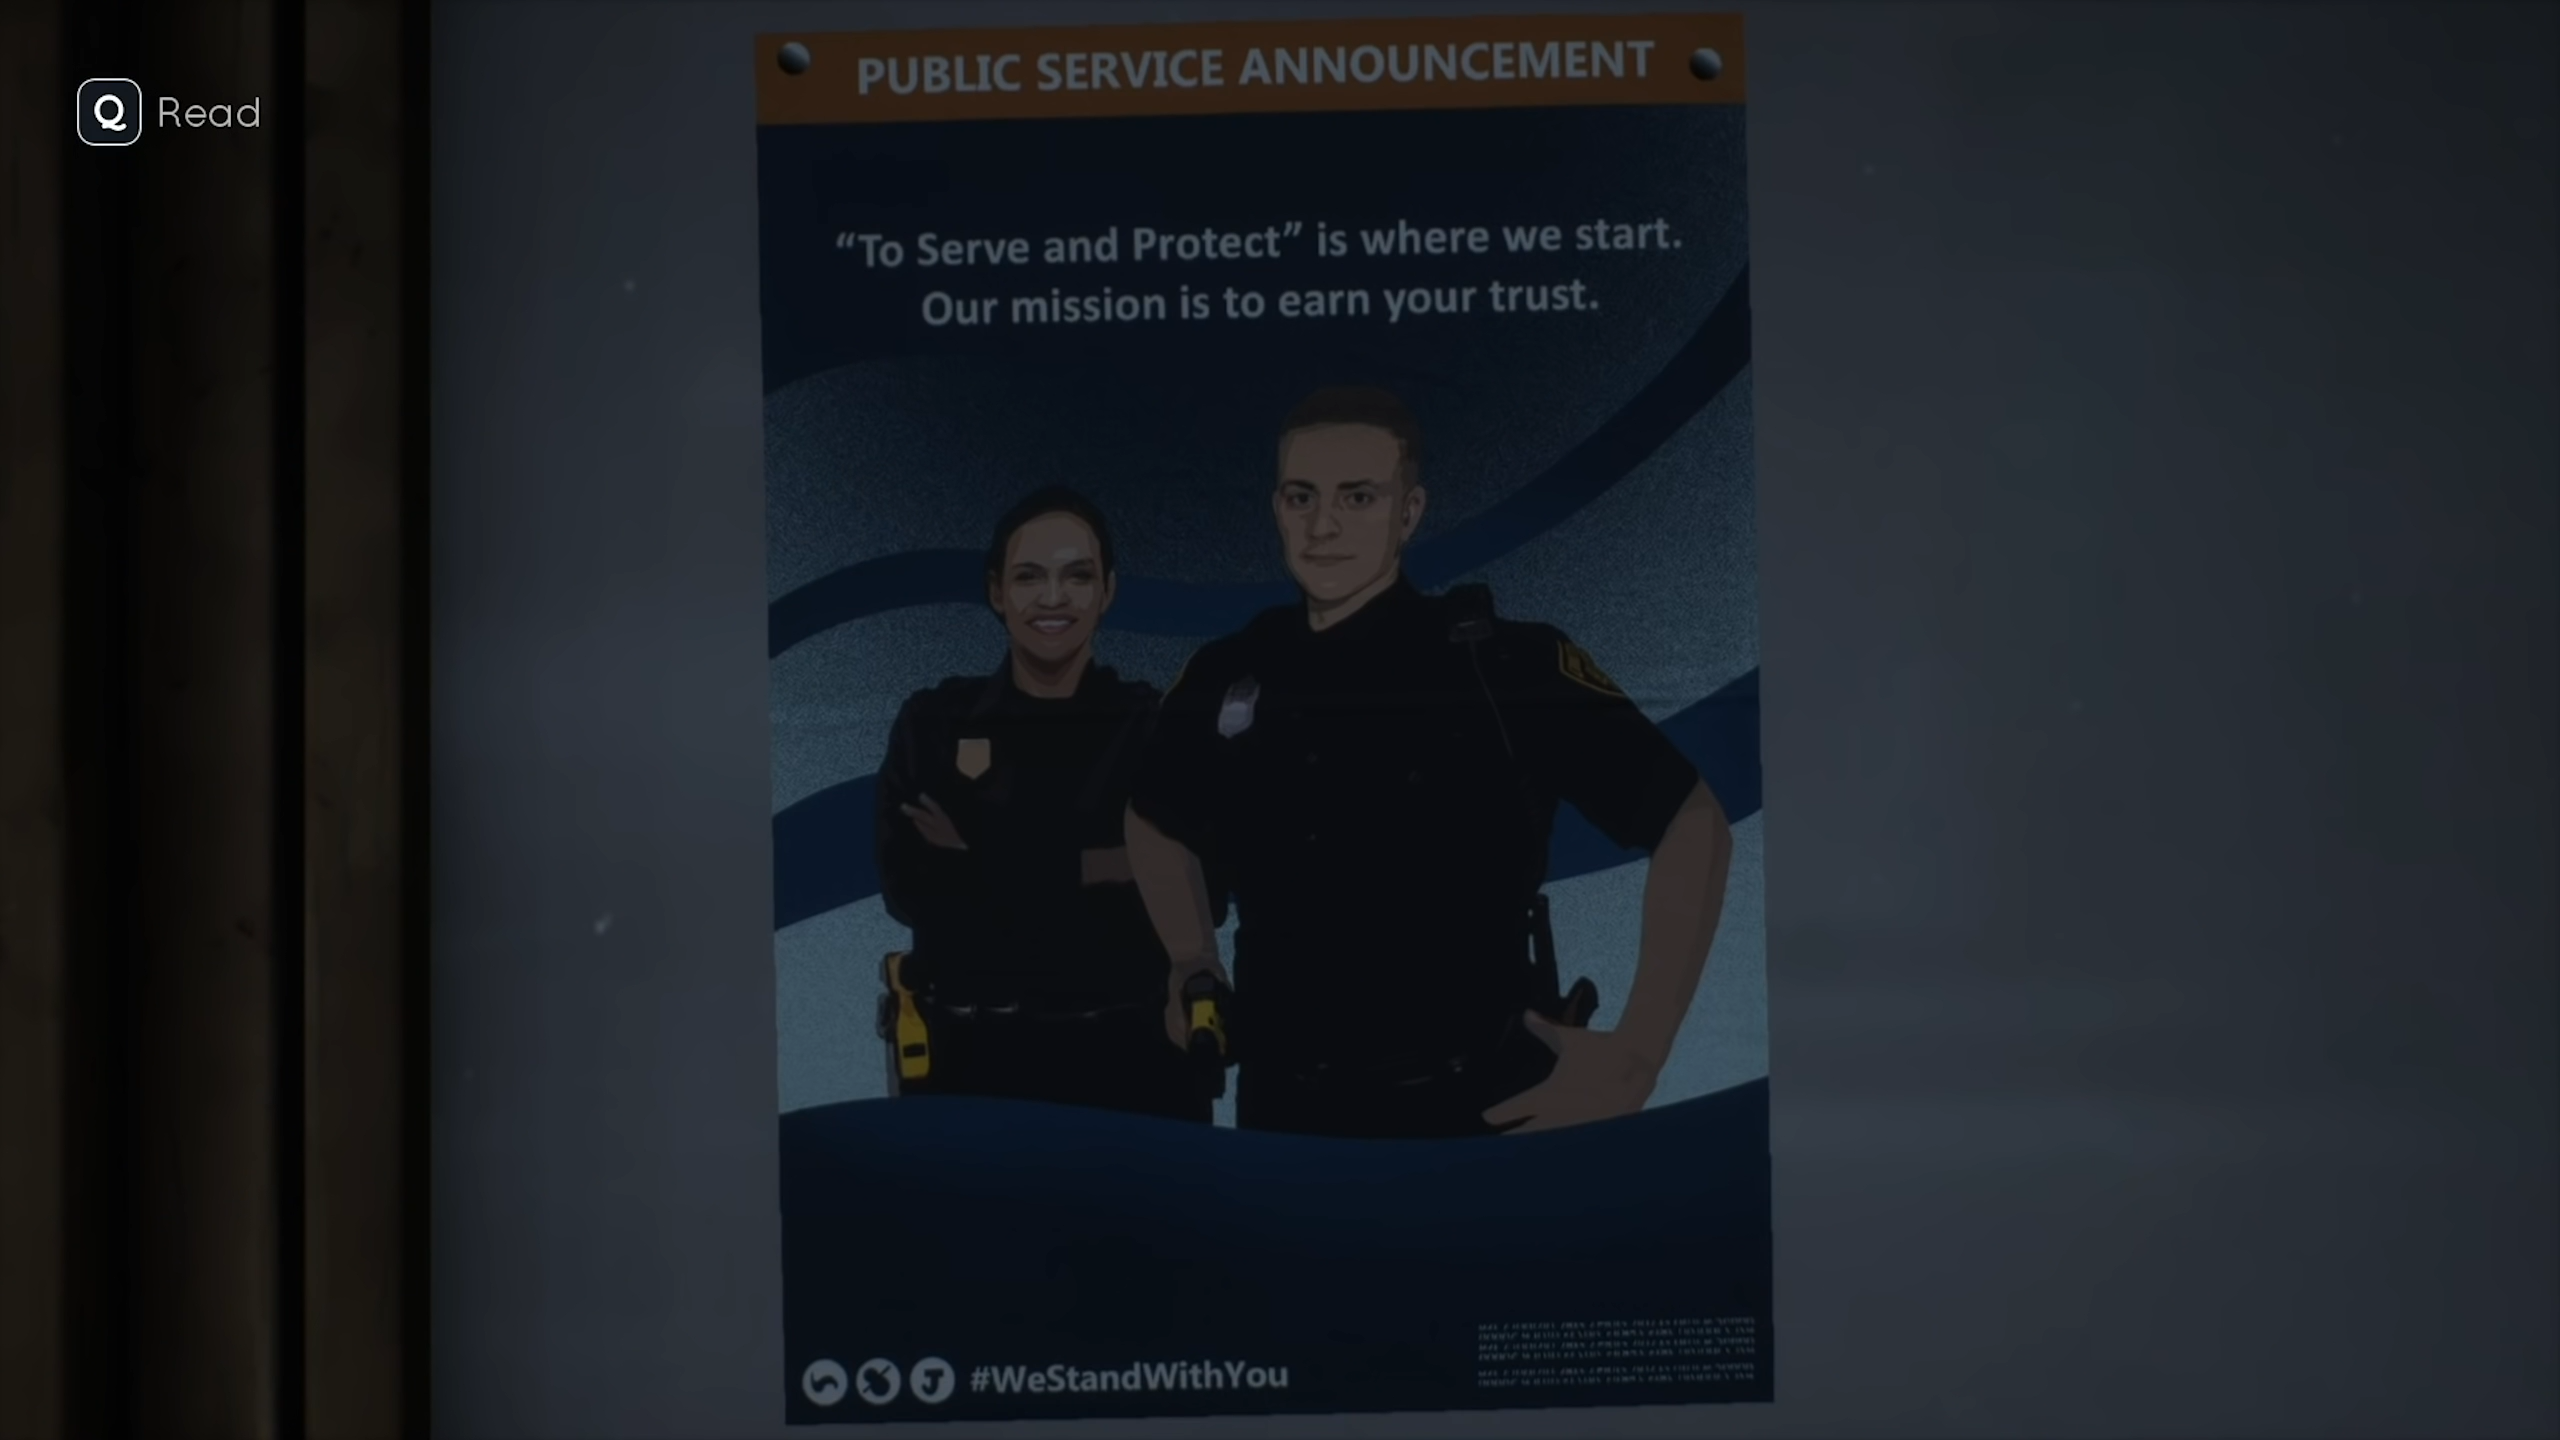 Q Read
PUBLIC SERVICE ANNOUNCEMENT
“To Serve and Protect” is where we start.
Our mission is to earn your trust.
#WeStandWithYou